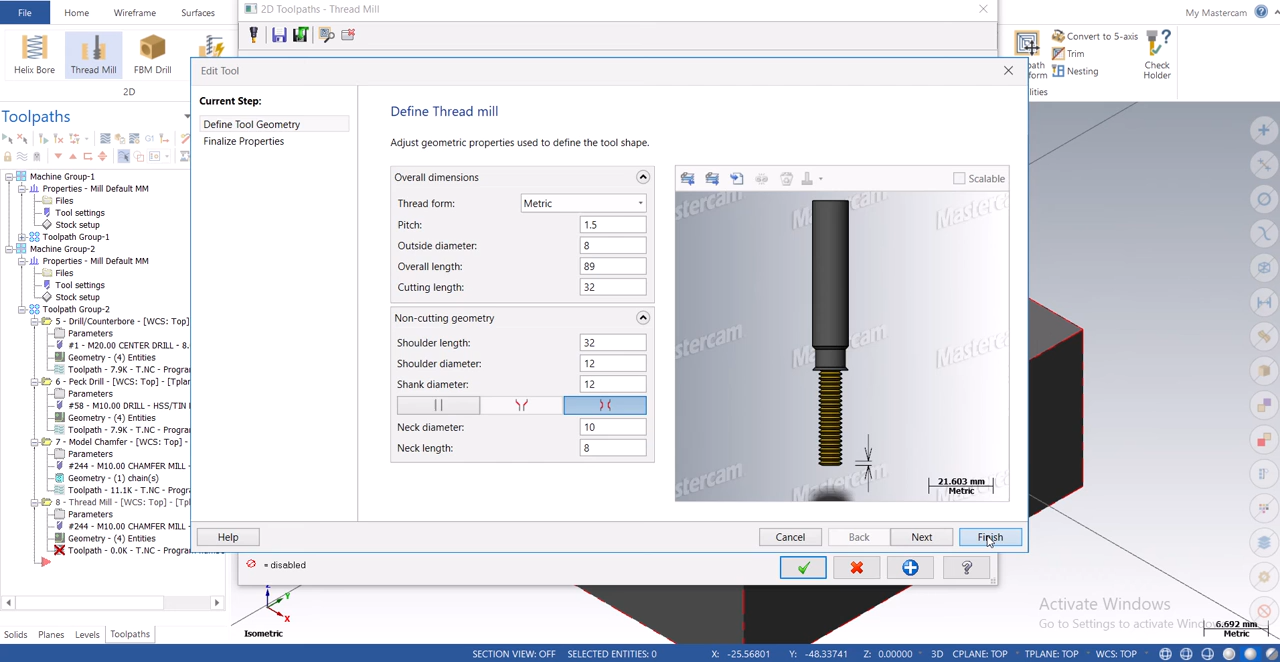 File Home Wireframe Surfaces
2D Toolpaths - Thread Mill
My Mastercam
Helix Bore Thread Mill FBM Drill
2D
Convert to 5-axis
Trim
Nesting
Check
Holder
Toolpaths
Machine Group-1
Properties - Mill Default MM
Files
Tool settings
Stock setup
Toolpath Group-1
Machine Group-2
Properties - Mill Default MM
Files
Tool settings
Stock setup
Toolpath Group-2
5 - Drill/Counterbore - [WCS: Top]
Parameters
#1 - M20.00 CENTER DRILL - 8.
Geometry - (4) Entities
Toolpath - 7.9K - T.NC - Progra
6 - Peck Drill - [WCS: Top] - [Tplan
Parameters
#58 - M10.00 DRILL - HSS/TIN
Geometry - (4) Entities
Toolpath - 7.9K - T.NC - Progra
7 - Model Chamfer - [WCS: Top] -
Parameters
#244 - M10.00 CHAMFER MILL
Geometry - (1) chain(s)
Toolpath - 11.1K - T.NC - Progr
8 - Thread Mill - [WCS: Top] - [Tpl
Parameters
#244 - M10.00 CHAMFER MILL
Geometry - (4) Entities
Toolpath - 0.0K - T.NC - Program
Solids Planes Levels Toolpaths
Edit Tool
Current Step:
Define Tool Geometry
Finalize Properties
Define Thread mill
Adjust geometric properties used to define the tool shape.
Overall dimensions
Thread form: Metric
Pitch: 1.5
Outside diameter: 8
Overall length: 89
Cutting length: 32
Non-cutting geometry
Shoulder length: 32
Shoulder diameter: 12
Shank diameter: 12
Neck diameter: 10
Neck length: 8
Scalable
Mastercam
21.603 mm
Metric
Help Cancel Back Next Finish
= disabled
Isometric
Activate Windows
Go to Settings to activate Windows
6.692 mm
Metric
SECTION VIEW: OFF SELECTED ENTITIES: 0 X: -25.56801 Y: -48.33741 Z: 0.00000 3D CPLANE: TOP TPLANE: TOP WCS: TOP